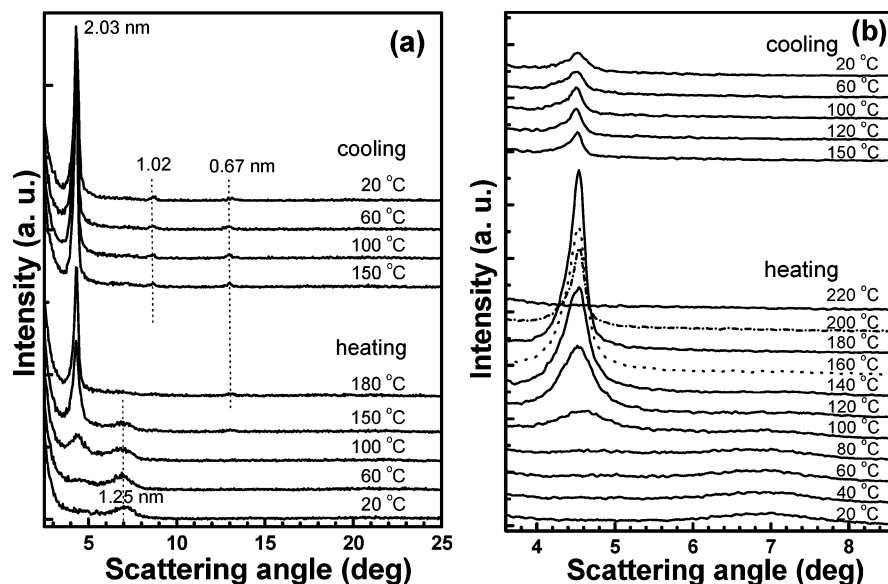 2.03 nm
(a)
1.02
0.67 nm
cooling
20 °C
60 °C
100 °C
150 °C
heating
180 °C
150 °C
100 °C
60 °C
1.25 nm
20 °C
5 10 15 20 25
Scattering angle (deg)
Intensity (a. u.)
(b)
cooling
20 °C
60 °C
100 °C
120 °C
150 °C
heating
220 °C
200 °C
180 °C
160 °C
140 °C
120 °C
100 °C
80 °C
60 °C
40 °C
20 °C
4 5 6 7 8
Scattering angle (deg)
Intensity (a. u.)